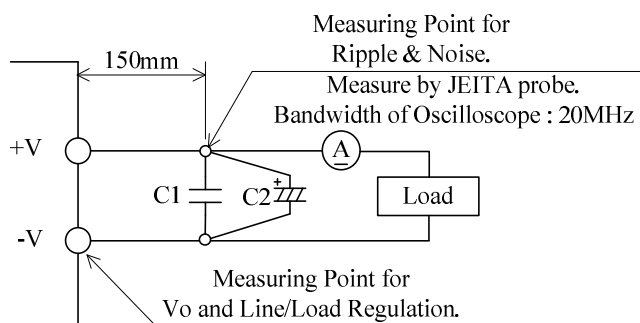 Measuring Point for
Ripple & Noise.
150mm
Measure by JEITA probe.
Bandwidth of Oscilloscope : 20MHz
+V
A
C1
+
C2
Load
-V
Measuring Point for
Vo and Line/Load Regulation.